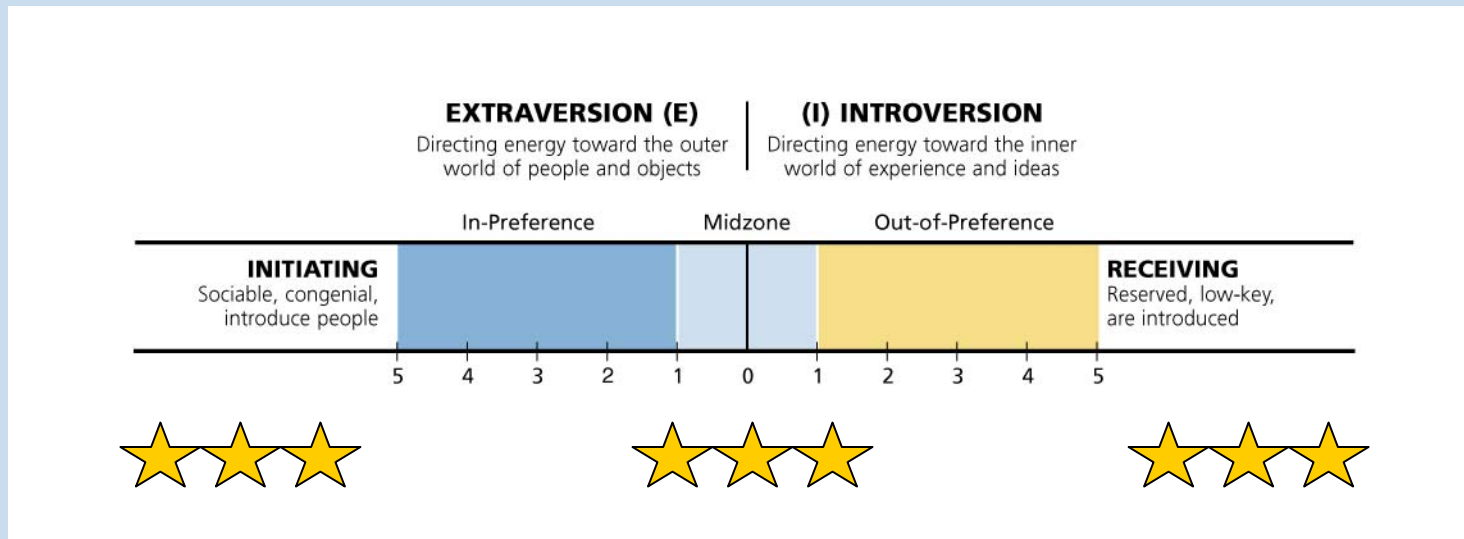 EXTRAVERSION (E)
Directing energy toward the outer
world of people and objects
(I) INTROVERSION
Directing energy toward the inner
world of experience and ideas
In-Preference
Midzone
Out-of-Preference
INITIATING
Sociable, congenial,
introduce people
RECEIVING
Reserved, low-key,
are introduced
5 4 3 2 1 0 1 2 3 4 5